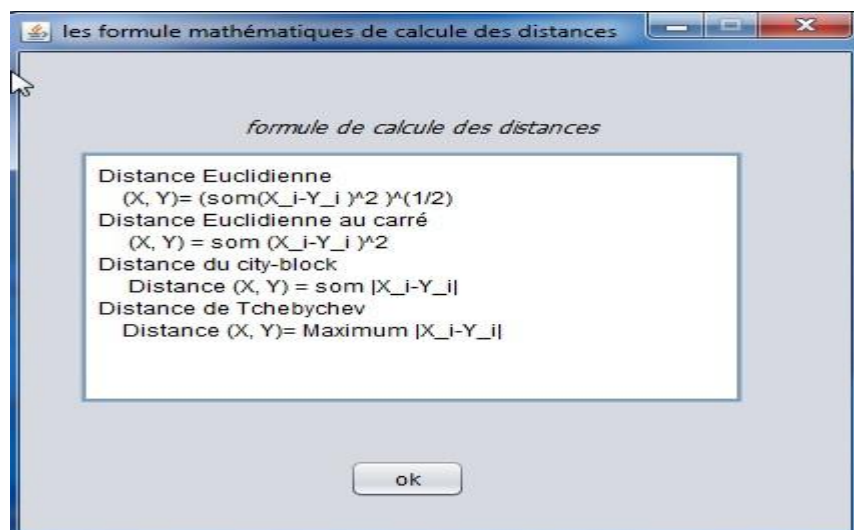 les formule mathématiques de calcule des distances
formule de calcule des distances
Distance Euclidienne
(X, Y)= (som(X_i-Y_i )^2 )^(1/2)
Distance Euclidienne au carré
(X, Y) = som (X_i-Y_i )^2
Distance du city-block
Distance (X, Y) = som |X_i-Y_i|
Distance de Tchebychev
Distance (X, Y)= Maximum |X_i-Y_i|
ok